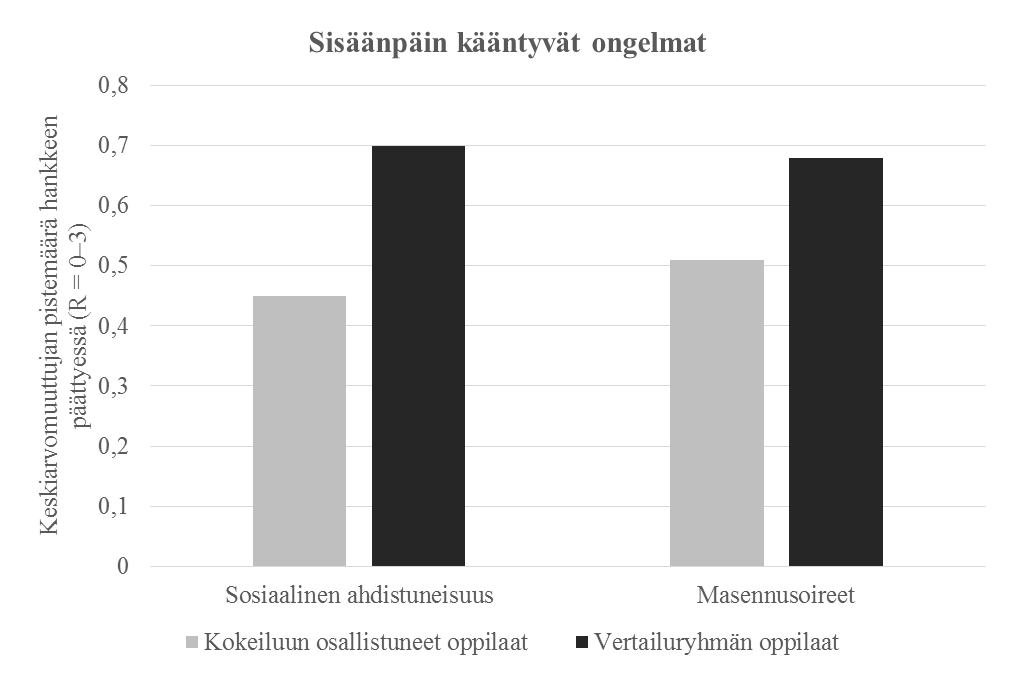 Sisäänpäin kääntyvät ongelmat
Keskiarvomuuttujan pistemäärä hankkeen
päättyessä (R = 0–3)
0,8
0,7
0,6
0,5
0,4
0,3
0,2
0,1
0
Sosiaalinen ahdistuneisuus
Masennusoireet
Kokeiluun osallistuneet oppilaat
Vertailuryhmän oppilaat